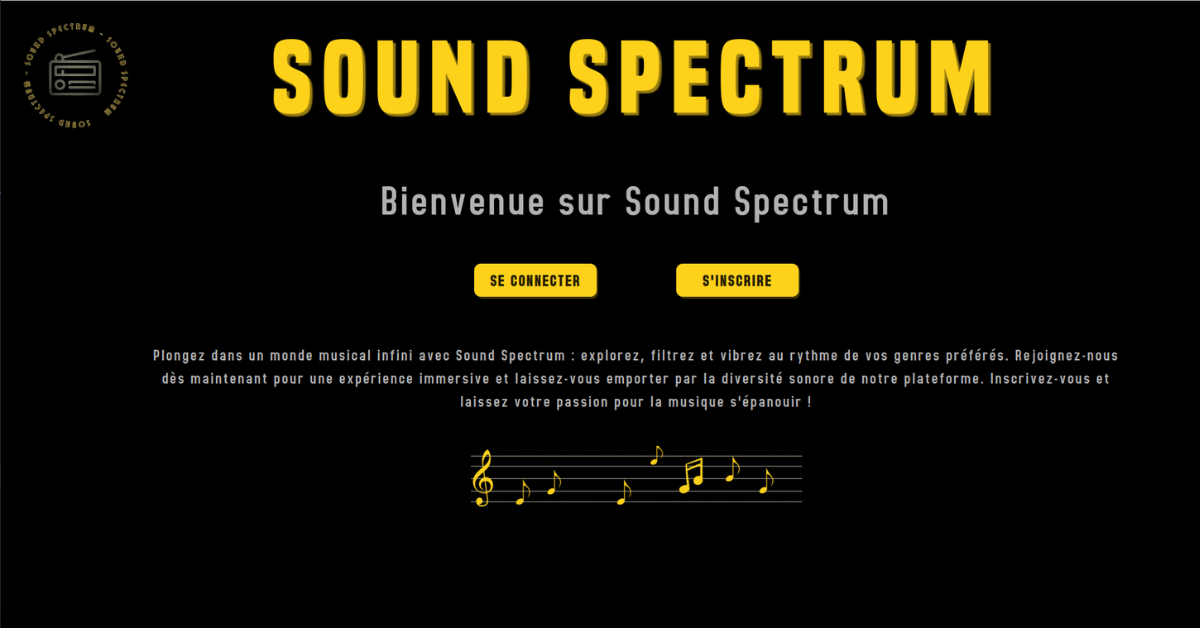 SOUND SPECTRUM - SOUND SPECTRUM SOUND SPECTRUM -
SOUND SPECTRUM
Bienvenue sur Sound Spectrum
SE CONNECTER
S'INSCRIRE
Plongez dans un monde musical infini avec Sound Spectrum : explorez, filtrez et vibrez au rythme de vos genres préférés. Rejoignez-nous
dès maintenant pour une expérience immersive et laissez-vous emporter par la diversité sonore de notre plateforme. Inscrivez-vous et
laissez votre passion pour la musique s'épanouir !